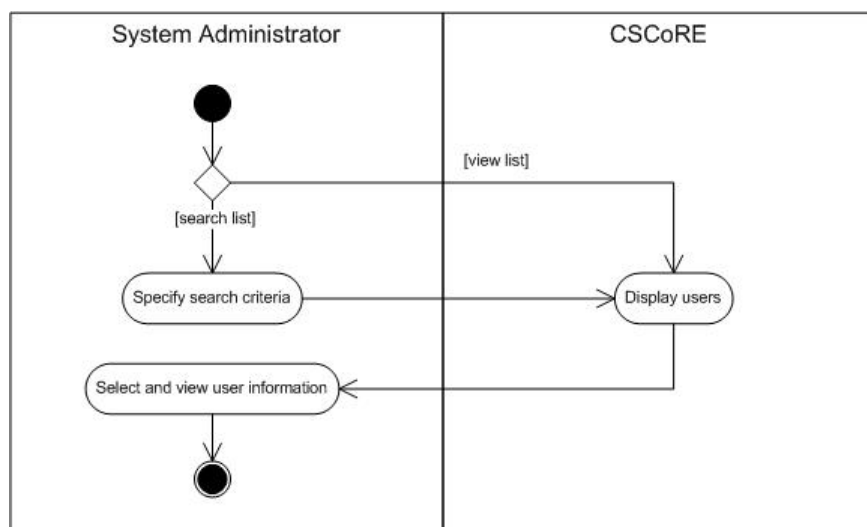 System Administrator
CSCoRE
[view list]
[search list]
Specify search criteria
Display users
Select and view user information